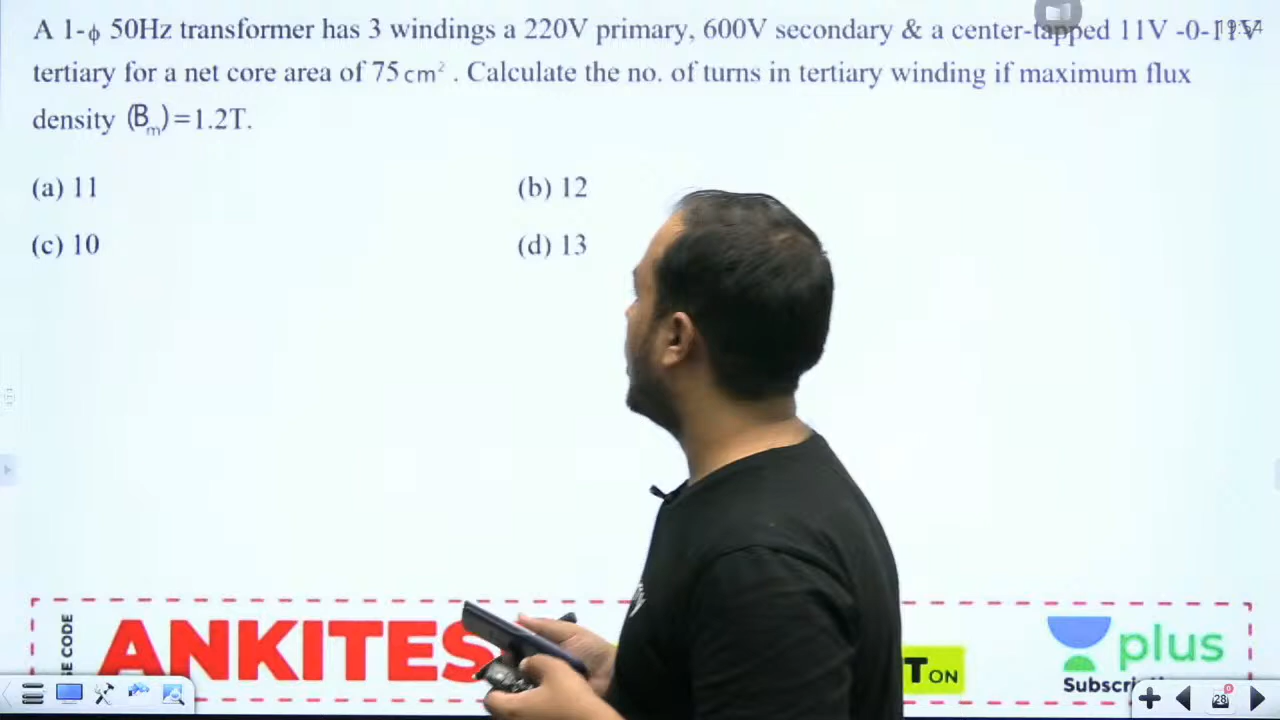 A 1-ϕ 50Hz transformer has 3 windings a 220V primary, 600V secondary & a center-tapped 11V -0-11V
tertiary for a net core area of 75 cm². Calculate the no. of turns in tertiary winding if maximum flux
density (Bm)=1.2T.
(a) 11
(b) 12
(c) 10
(d) 13
CODE
ANKITES
TON
plus
28